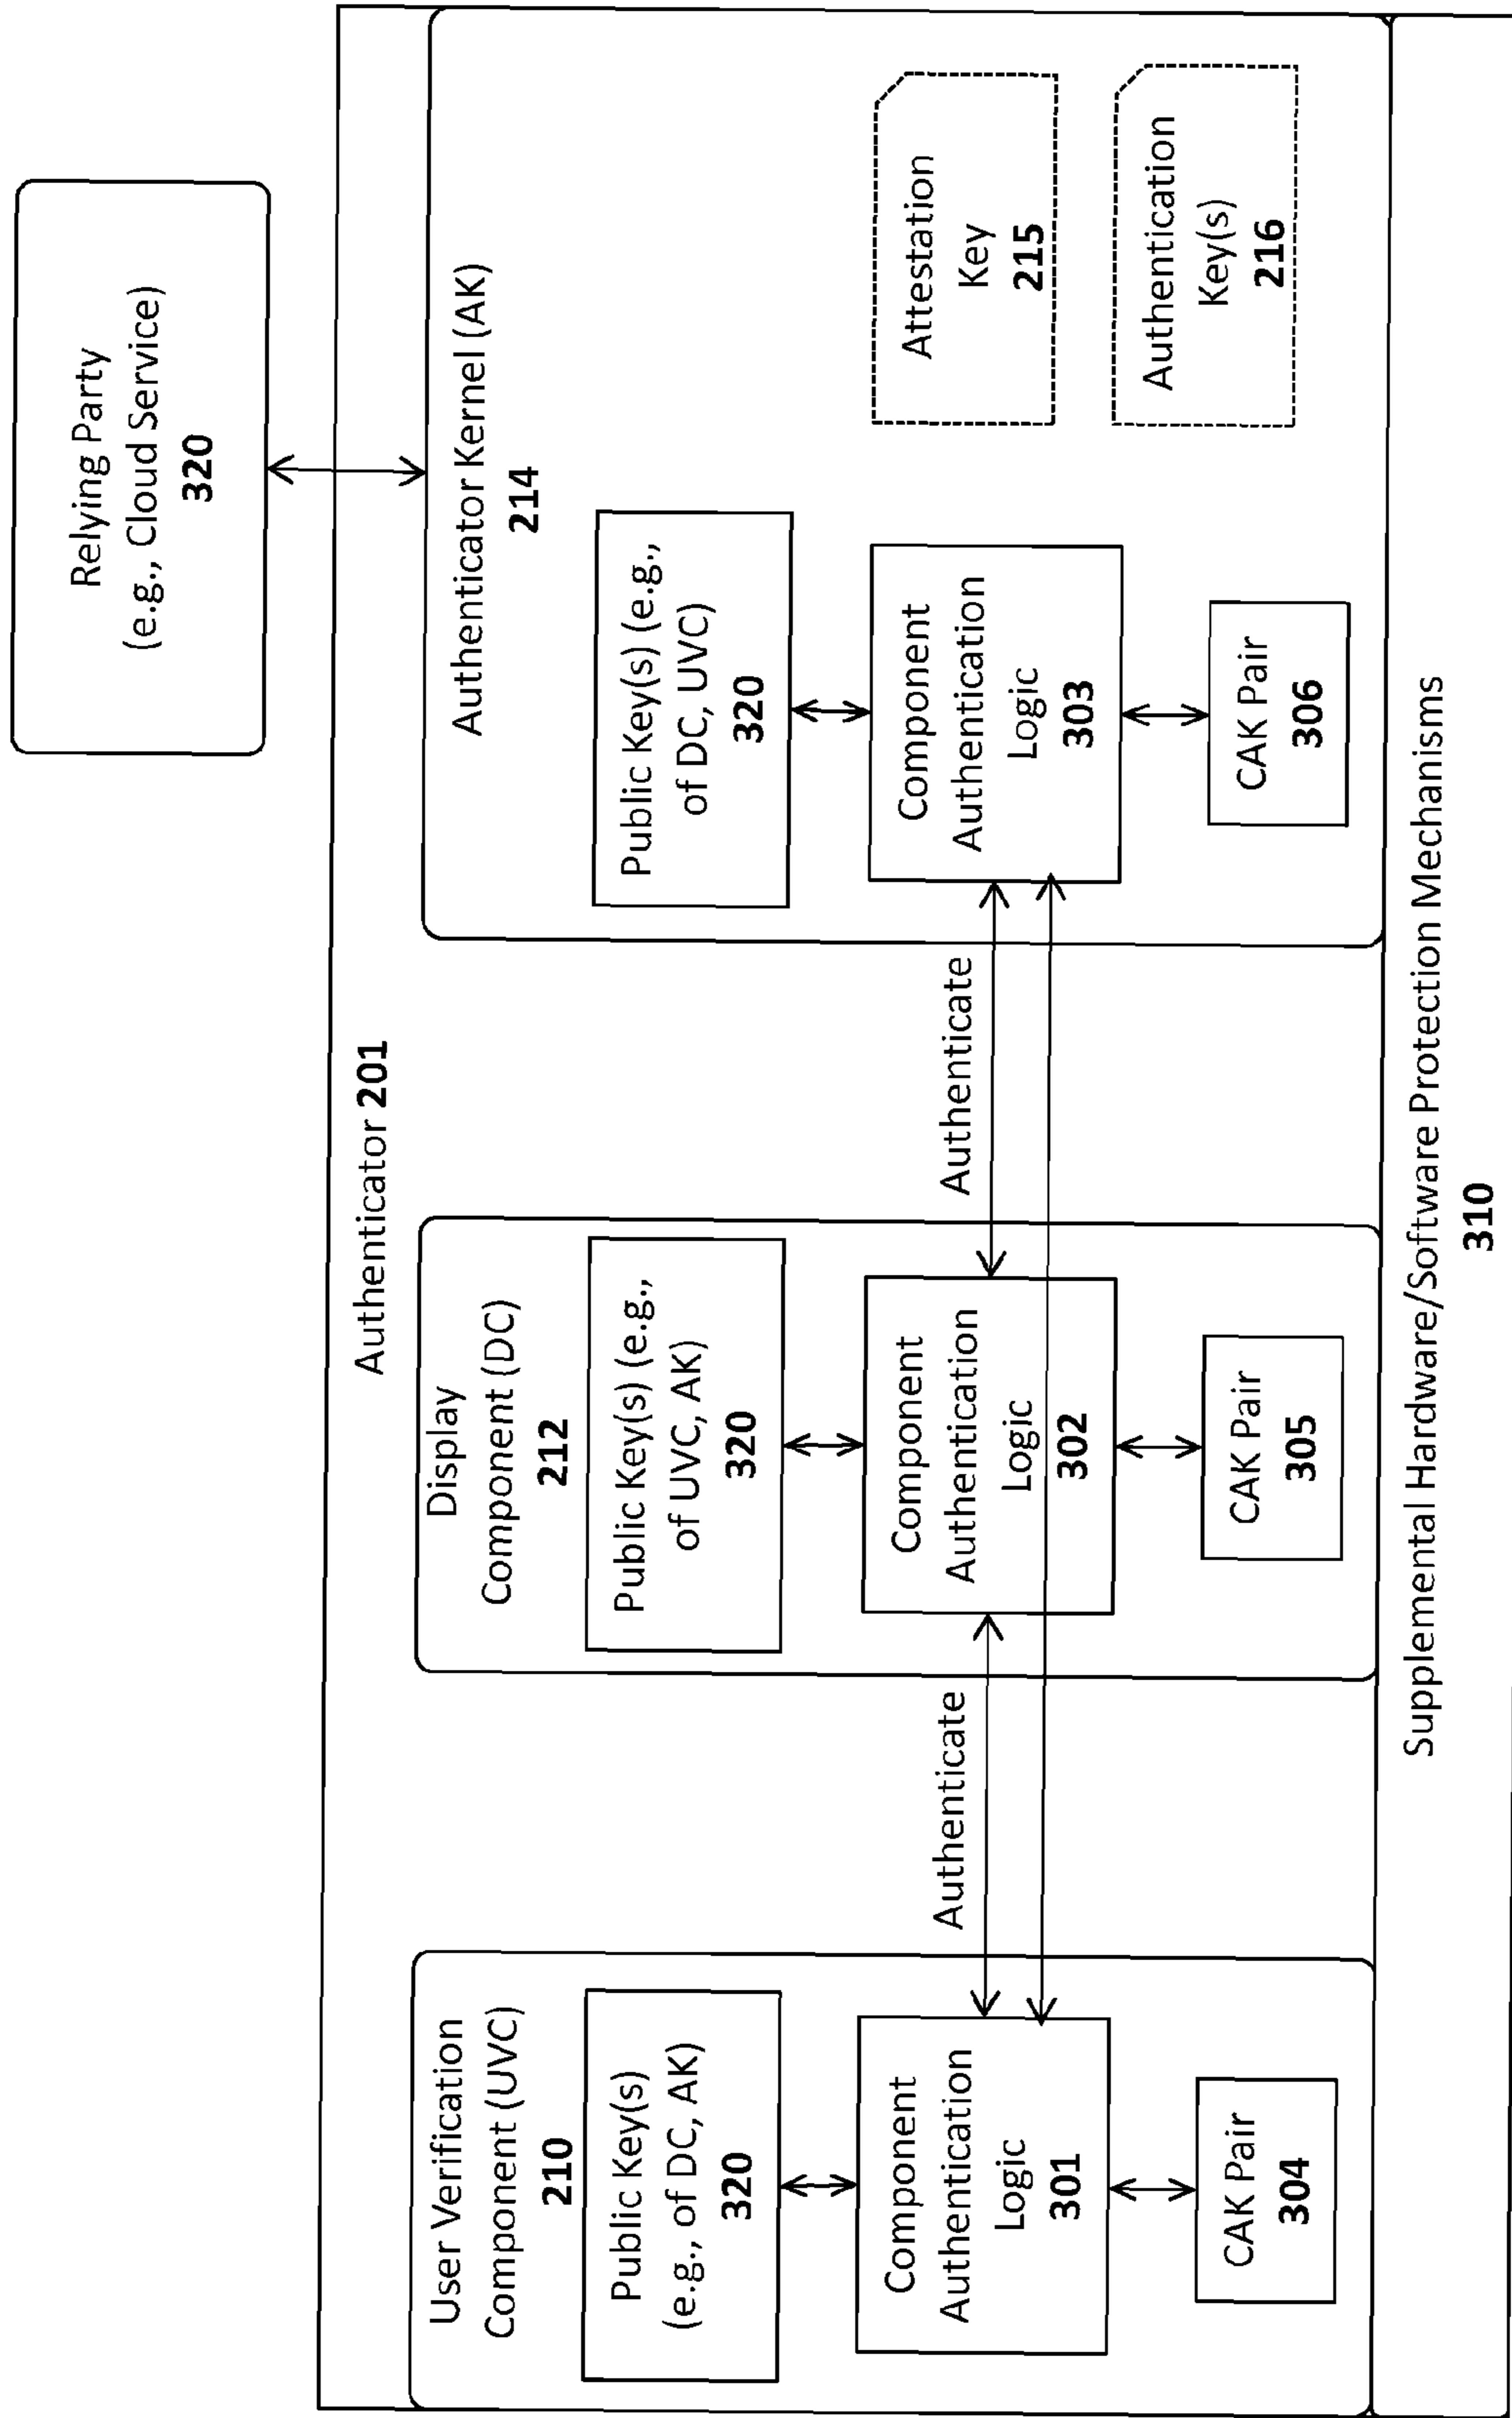 Relying Party
(e.g., Cloud Service)
320
Authenticator 201
User Verification
Component (UVC)
210
Public Key(s)
(e.g., of DC, AK)
320
Component
Authentication
Logic
301
CAK Pair
304
Authenticate
Display
Component (DC)
212
Public Key(s) (e.g.,
of UVC, AK)
320
Component
Authentication
Logic
302
CAK Pair
305
Authenticate
Authenticator Kernel (AK)
214
Public Key(s) (e.g.,
of DC, UVC)
320
Component
Authentication
Logic
303
CAK Pair
306
Attestation
Key
215
Authentication
Key(s)
216
Supplemental Hardware/Software Protection Mechanisms
310